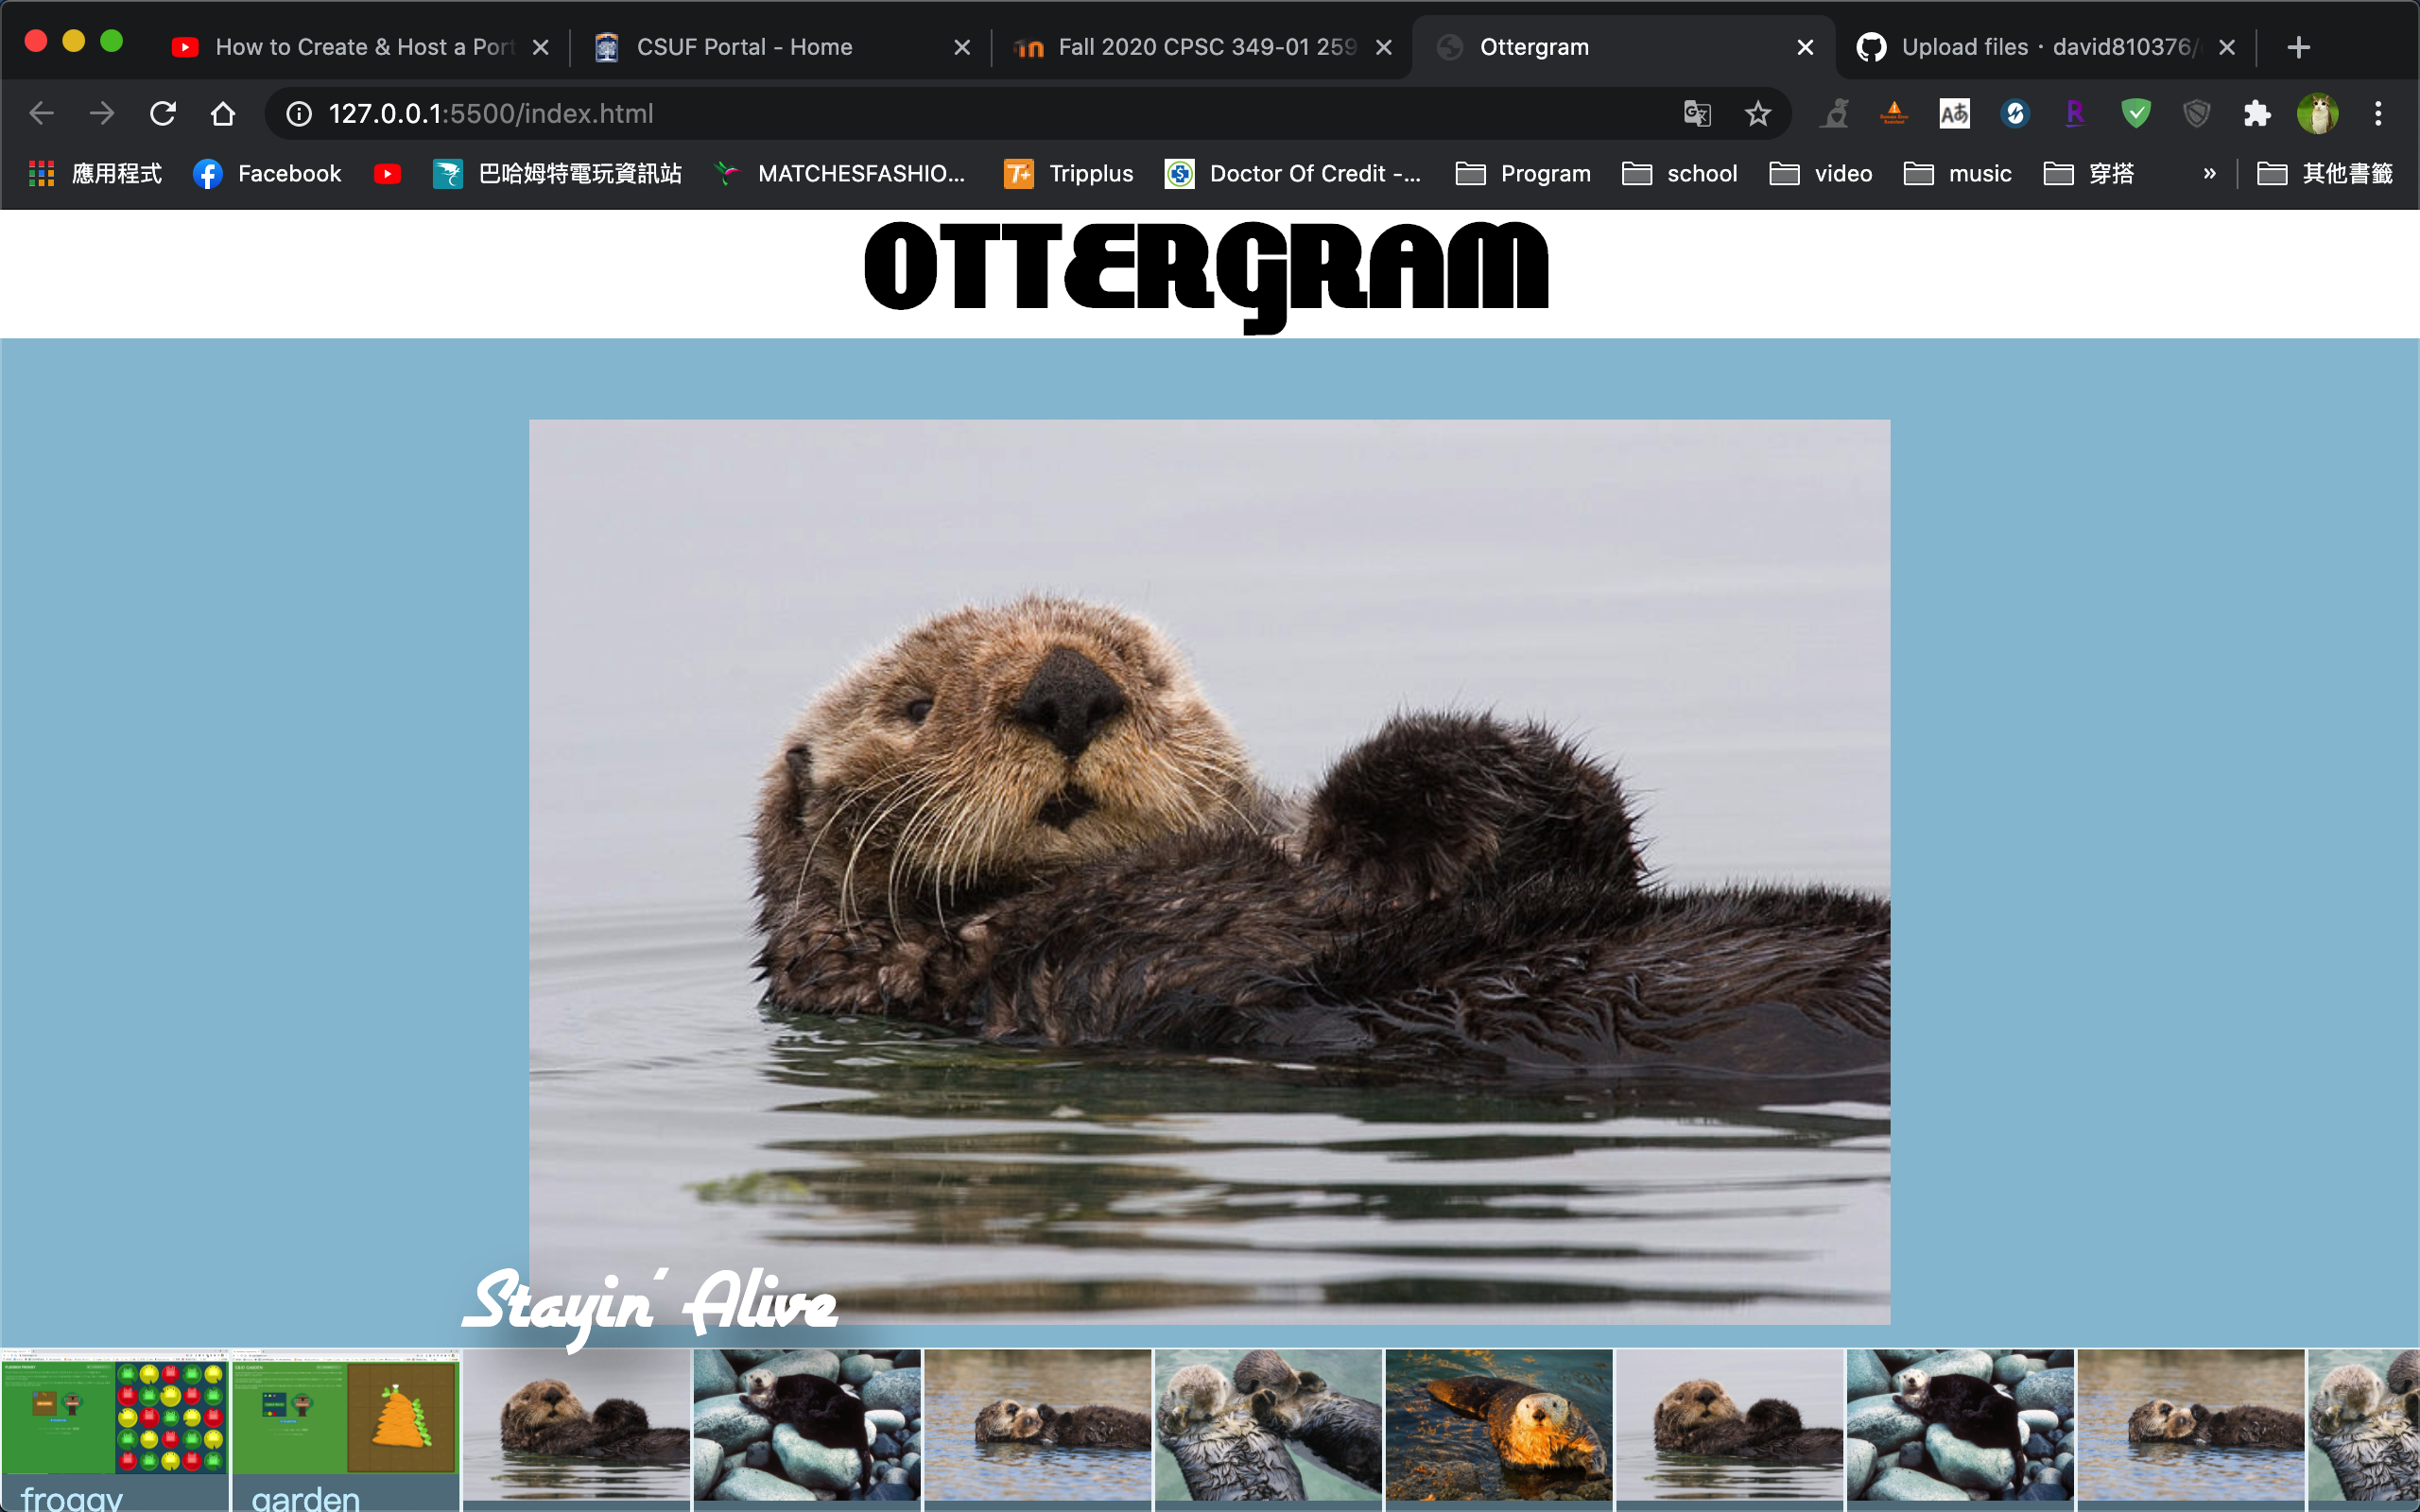 How to Create & Host a Port
CSUF Portal - Home
Fall 2020 CPSC 349-01 259
Ottergram
Upload files · david810376/
127.0.0.1:5500/index.html
應用程式
Facebook
巴哈姆特電玩資訊站
MATCHESFASHIO...
Tripplus
Doctor Of Credit -...
Program
school
video
music
穿搭
»
其他書籤
OTTERGRAM
Stayin' Alive
froggy
garden